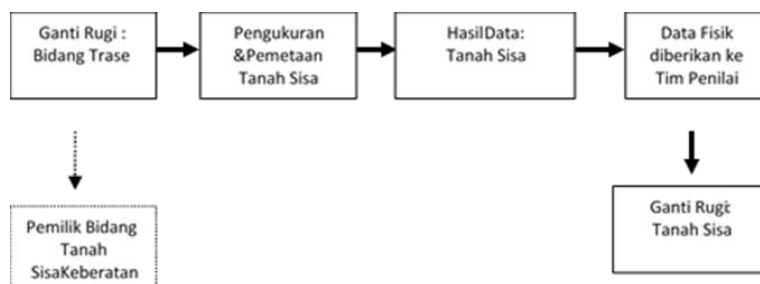 Ganti Rugi :
Bidang Trase
Pengukuran
&Pemetaan
Tanah Sisa
HasilData:
Tanah Sisa
Data Fisik
diberikan ke
Tim Penilai
Pemilik Bidang
Tanah
SisaKeberatan
Ganti Rugi:
Tanah Sisa